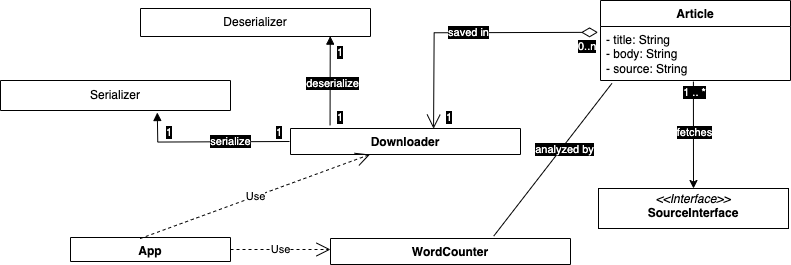 Deserializer
Article
- title: String
- body: String
- source: String
saved in
0..n
1
deserialize
1
1
Serializer
1
serialize
1
Downloader
1 .. *
fetches
analyzed by
<<Interface>>
SourceInterface
Use
App
Use
WordCounter